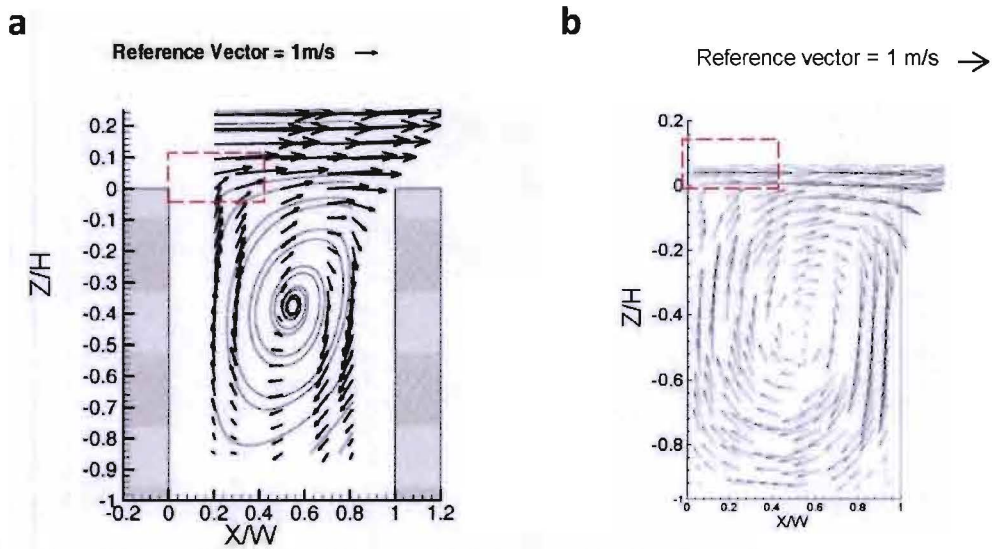 a
Reference Vector = 1m/s
0.2
0.1
0
-0.1
-0.2
-0.3
-0.4
-0.5
-0.6
-0.7
-0.8
-0.9
-1
Z/H
-0.2 0 0.2 0.4 0.6 0.8 1 1.2
X/W
b
Reference vector = 1 m/s
0.2
0
-0.2
-0.4
-0.6
-0.8
-1
Z/H
0 0.2 0.4 0.6 0.8 1
X/W